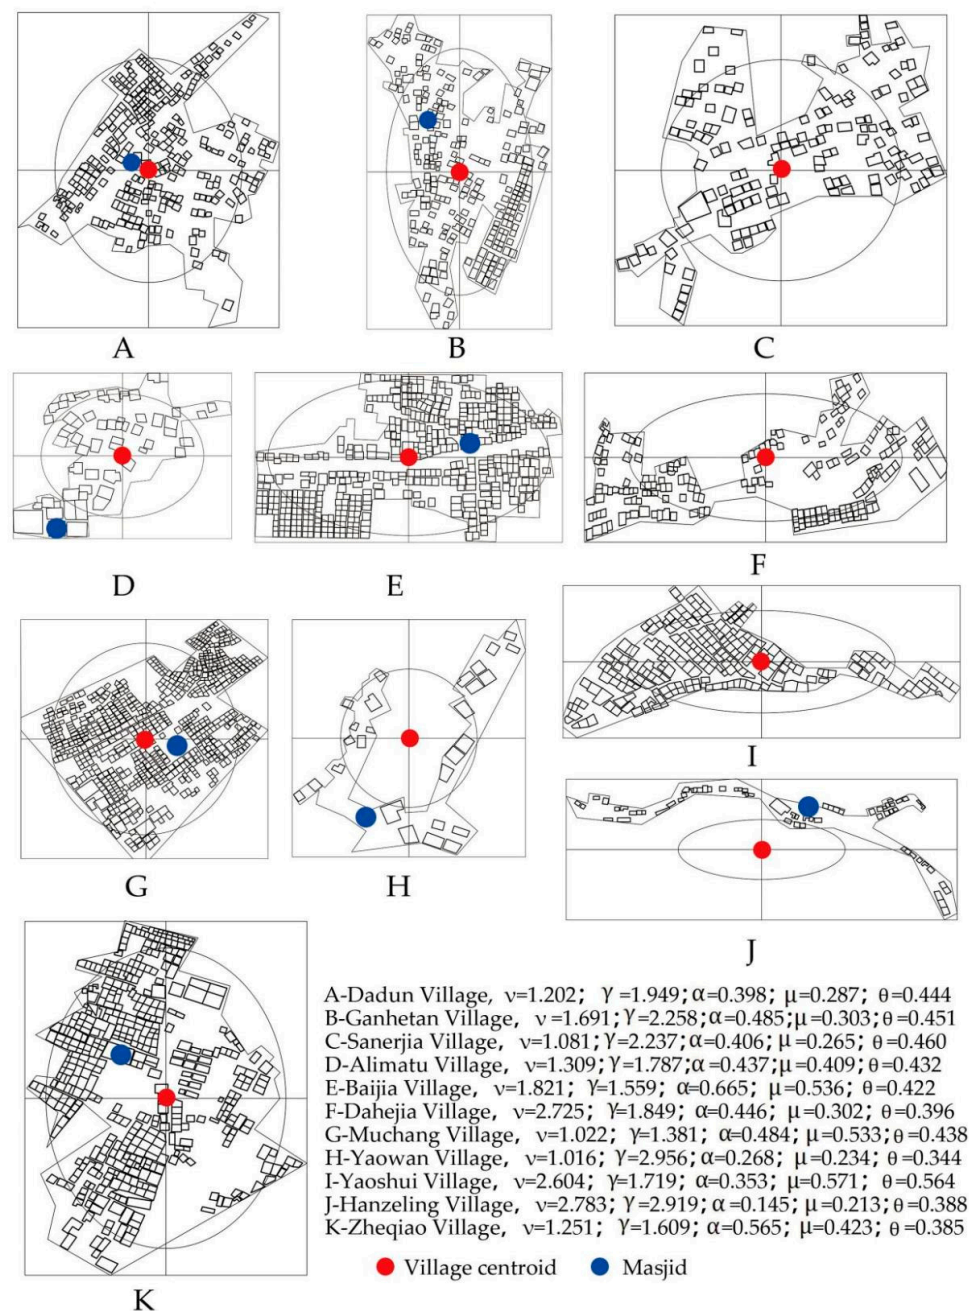 A
B
C
D
E
F
G
H
I
J
K
A-Dadun Village, ν=1.202; γ=1.949; α=0.398; μ=0.287; θ=0.444
B-Ganhetan Village, ν=1.691; γ=2.258; α=0.485; μ=0.303; θ=0.451
C-Sanerjia Village, ν=1.081; γ=2.237; α=0.406; μ=0.265; θ=0.460
D-Alimatu Village, ν=1.309; γ=1.787; α=0.437; μ=0.409; θ=0.432
E-Baijia Village, ν=1.821; γ=1.559; α=0.665; μ=0.536; θ=0.422
F-Dahejia Village, ν=2.725; γ=1.849; α=0.446; μ=0.302; θ=0.396
G-Muchang Village, ν=1.022; γ=1.381; α=0.484; μ=0.533; θ=0.438
H-Yaowan Village, ν=1.016; γ=2.956; α=0.268; μ=0.234; θ=0.344
I-Yaoshui Village, ν=2.604; γ=1.719; α=0.353; μ=0.571; θ=0.564
J-Hanzeling Village, ν=2.783; γ=2.919; α=0.145; μ=0.213; θ=0.388
K-Zheqiao Village, ν=1.251; γ=1.609; α=0.565; μ=0.423; θ=0.385
Village centroid
Masjid